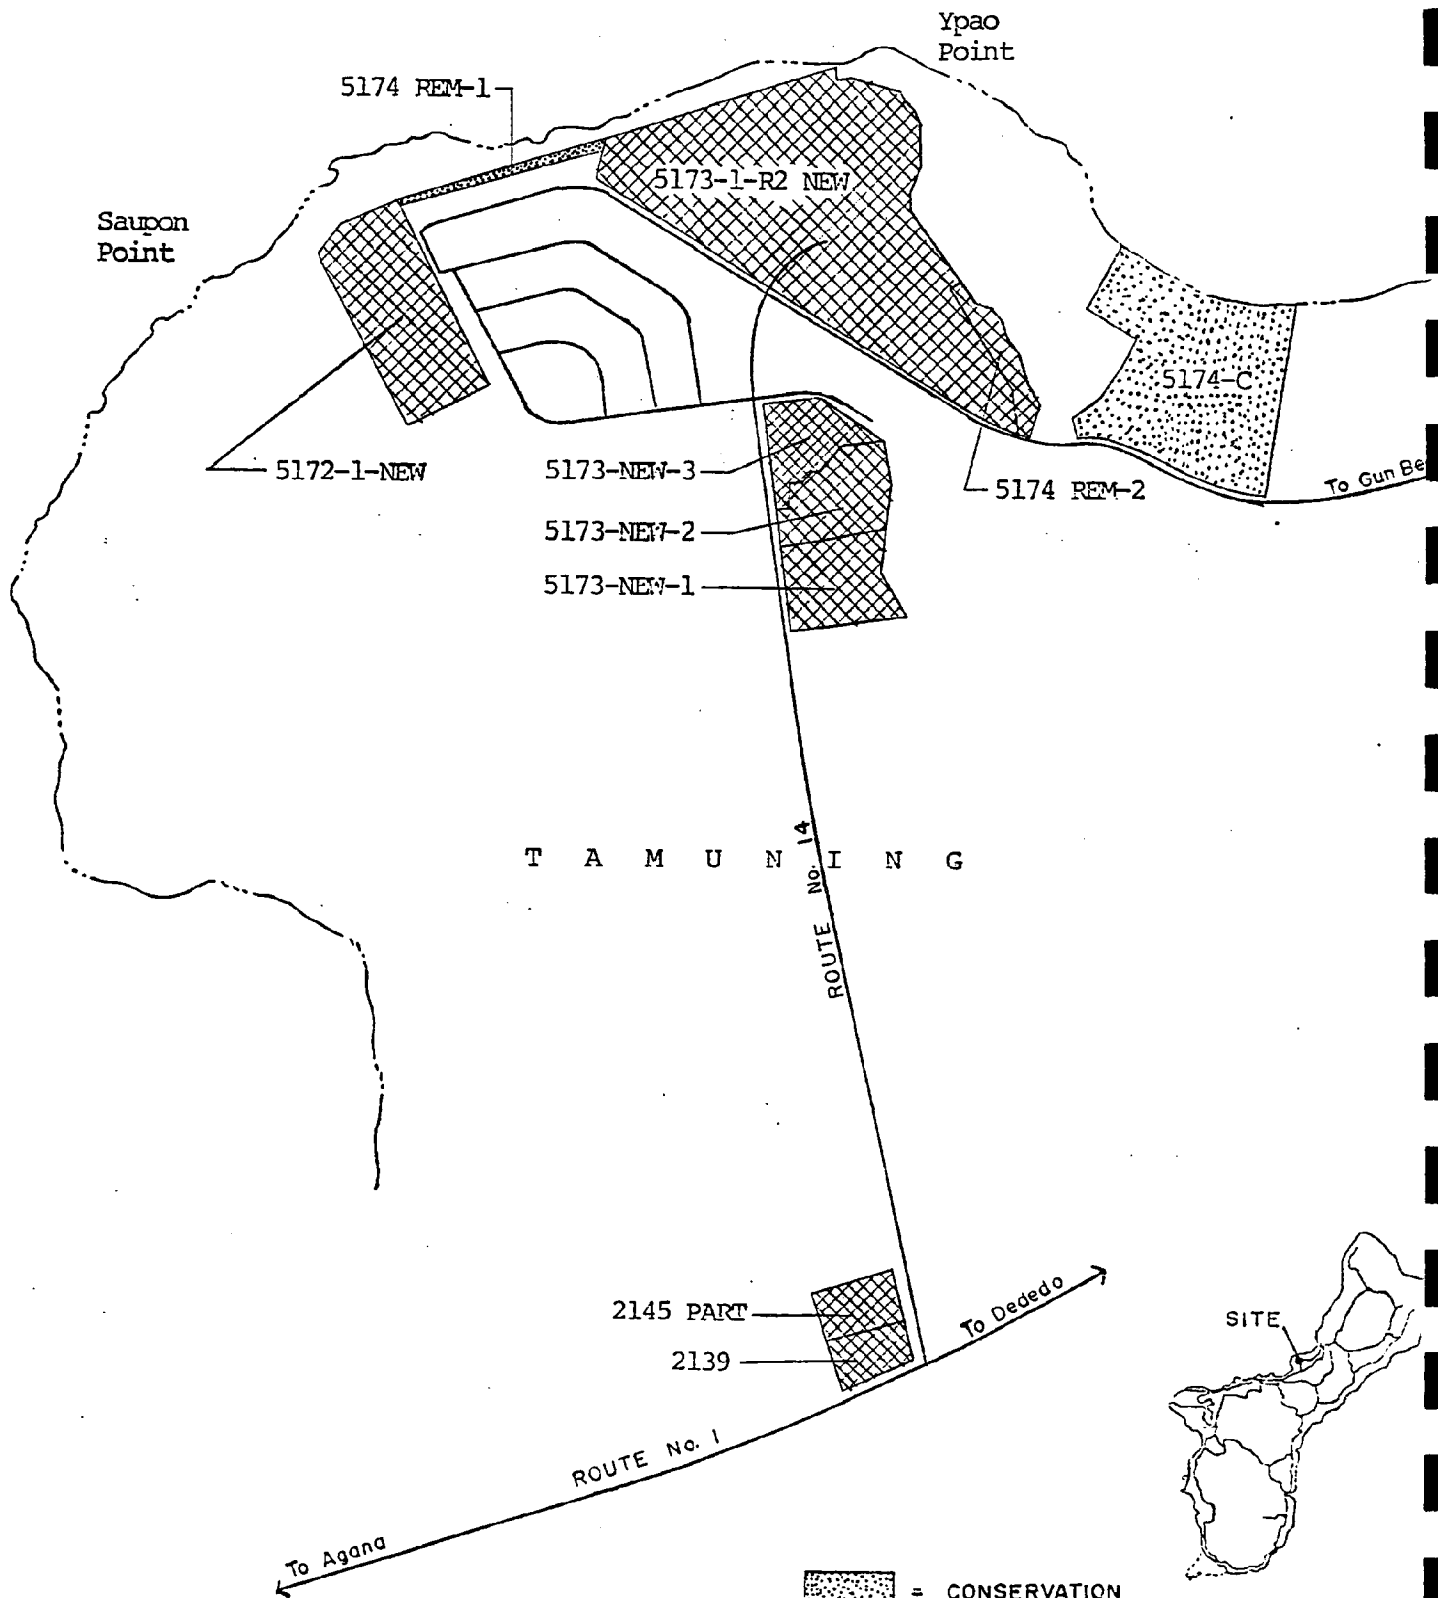 Ypao
Point
5174 REM-1
5173-1-R2 NEW
Saupon
Point
5174-C
5172-1-NEW
5173-NEW-3
5174 REM-2
To Gun Be
5173-NEW-2
5173-NEW-1
TAMUNING
ROUTE No. 14
2145 PART
To Dededo
SITE
2139
ROUTE No. 1
To Agana
= CONSERVATION